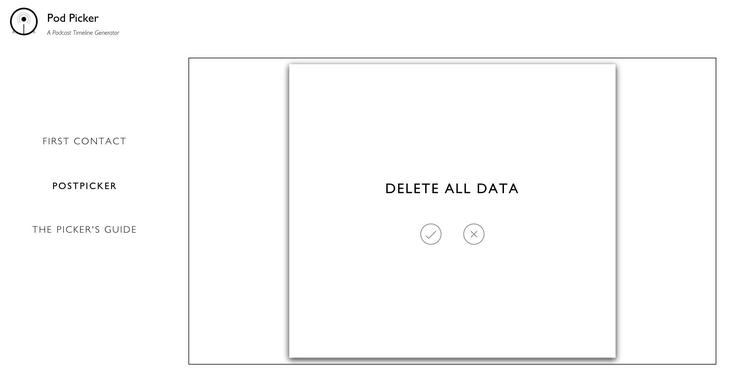 Pod Picker
A Podcast Timeline Generator
FIRST CONTACT
POSTPICKER
THE PICKER'S GUIDE
DELETE ALL DATA